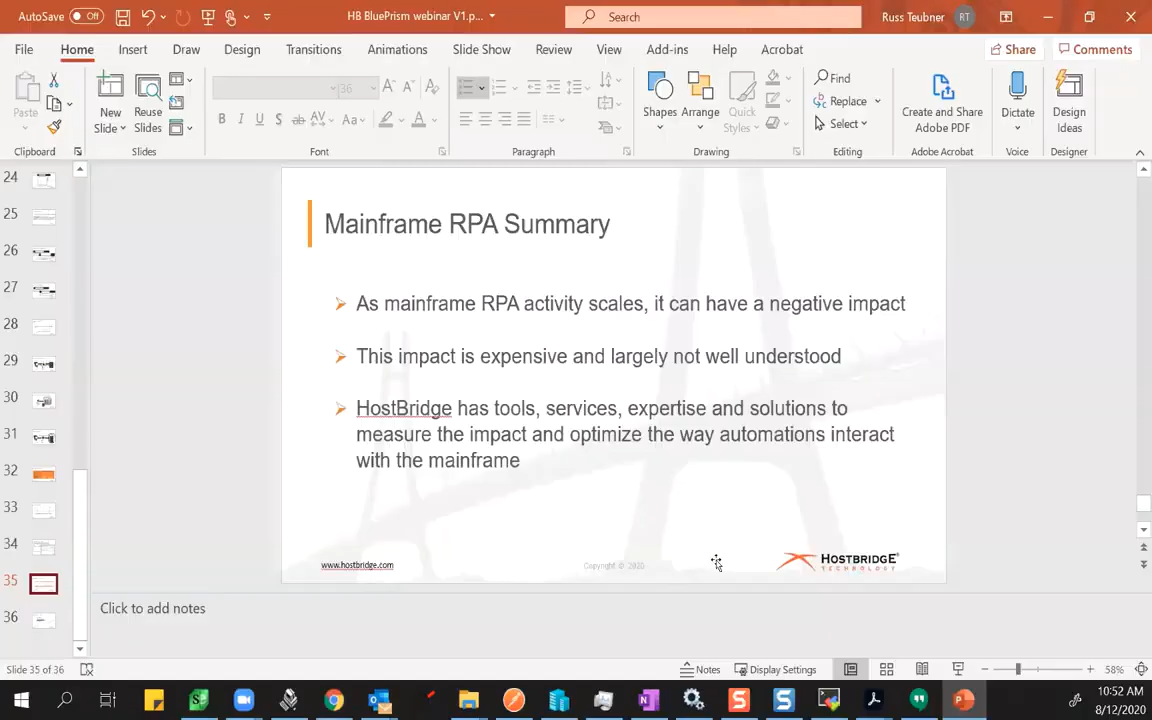 AutoSave Off HB BluePrism webinar V1.p... Search Russ Teubner RT
File Home Insert Draw Design Transitions Animations Slide Show Review View Add-ins Help Acrobat Share Comments
Paste
New Slide
Reuse Slides
36
B I U S ab AV Aa A
Shapes Arrange Quick Styles
Find
Replace
Select
Create and Share Adobe PDF
Dictate
Design Ideas
Clipboard Slides Font Paragraph Drawing Editing Adobe Acrobat Voice Designer
24
25
26
27
28
29
30
31
32
33
34
35
36
Mainframe RPA Summary
As mainframe RPA activity scales, it can have a negative impact
This impact is expensive and largely not well understood
HostBridge has tools, services, expertise and solutions to
measure the impact and optimize the way automations interact
with the mainframe
www.hostbridge.com Copyright © 2020 HOSTBRIDGE
TECHNOLOGY
Click to add notes
Slide 35 of 36 Notes Display Settings 58%
10:52 AM
8/12/2020